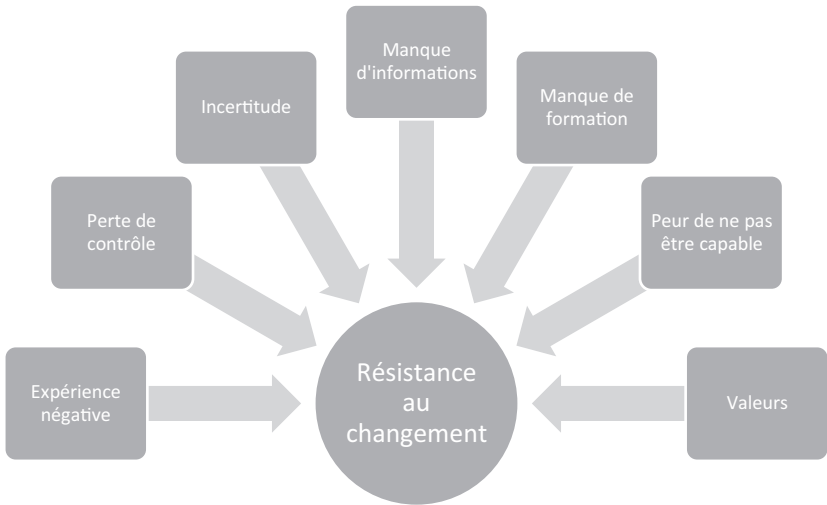 Manque
d'informations
Incertitude
Manque de
formation
Perte de
contrôle
Peur de ne pas
être capable
Expérience
négative
Résistance
au
changement
Valeurs